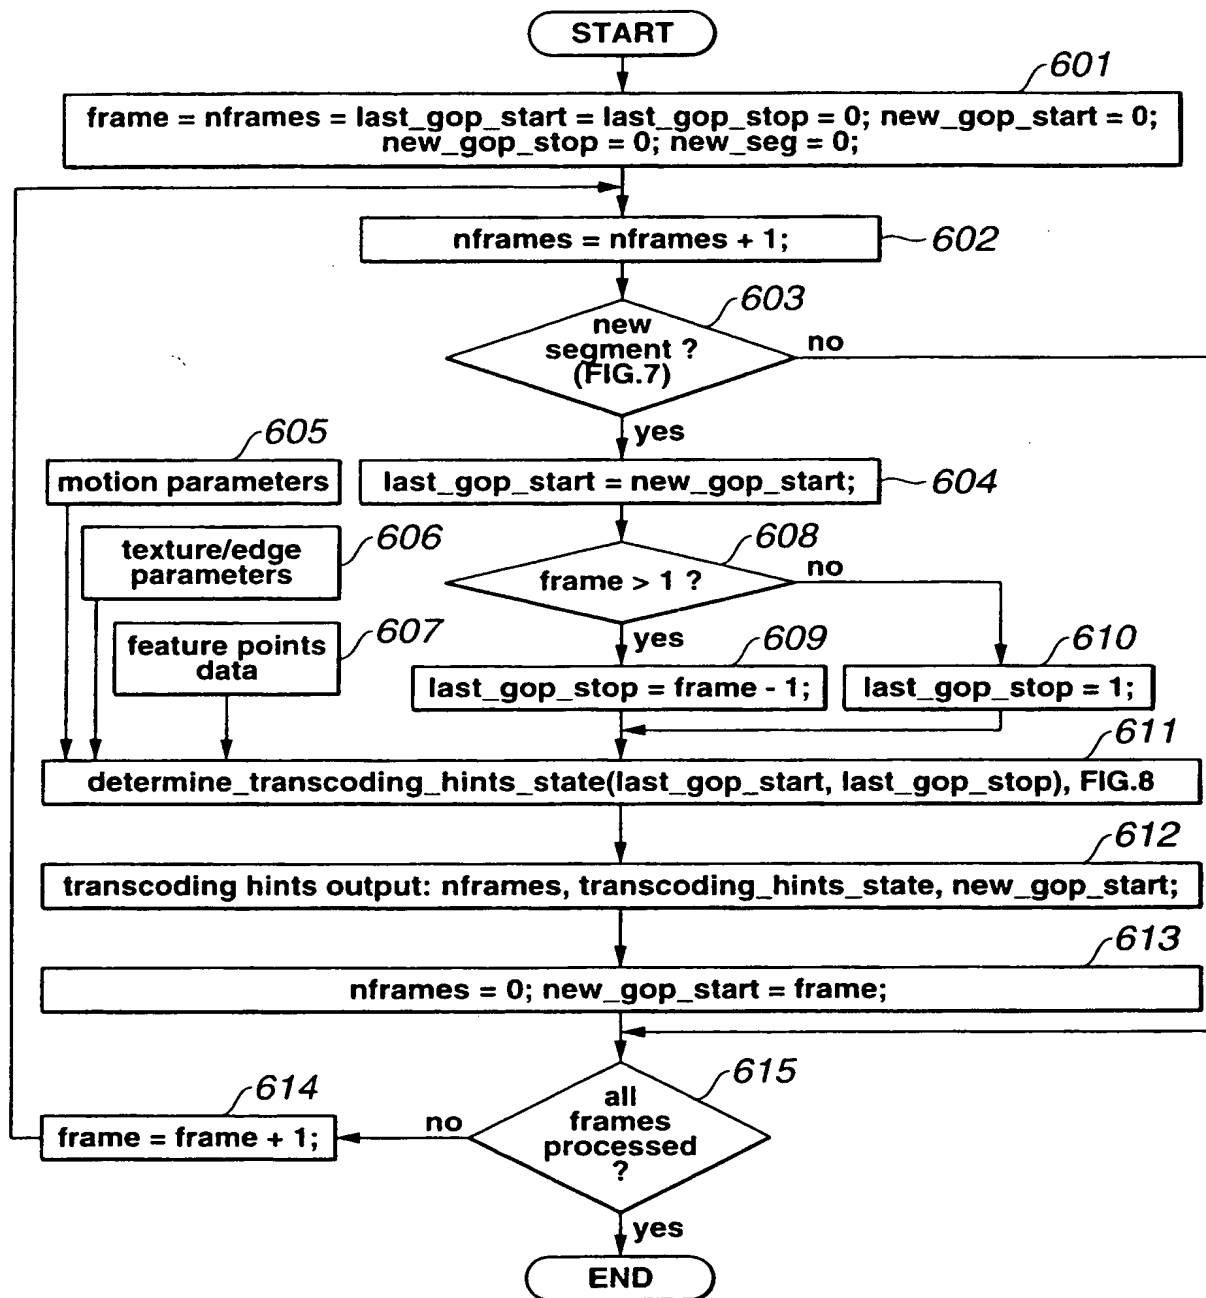 START
601
frame = nframes = last_gop_start = last_gop_stop = 0; new_gop_start = 0;
new_gop_stop = 0; new_seg = 0;
nframes = nframes + 1;
602
603
new
segment ?
(FIG.7)
no
yes
605
motion parameters
last_gop_start = new_gop_start;
604
texture/edge
parameters
606
608
frame > 1 ?
no
yes
feature points
data
607
609
last_gop_stop = frame - 1;
610
last_gop_stop = 1;
611
determine_transcoding_hints_state(last_gop_start, last_gop_stop), FIG.8
612
transcoding hints output: nframes, transcoding_hints_state, new_gop_start;
613
nframes = 0; new_gop_start = frame;
615
all
frames
processed
?
no
614
frame = frame + 1;
yes
END